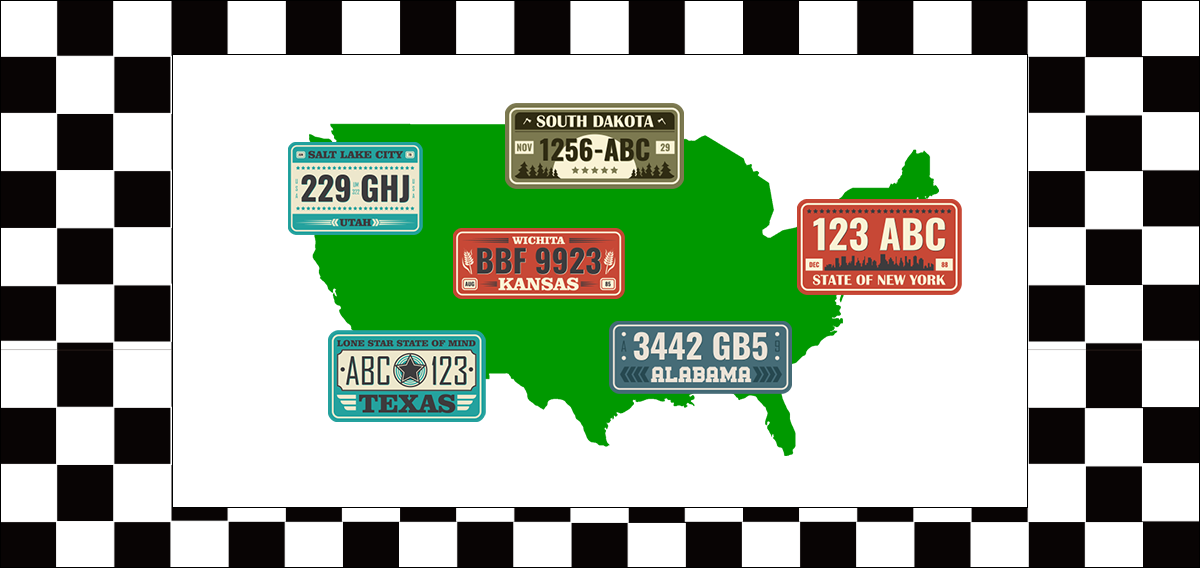 SOUTH DAKOTA
NOV 1256-ABC 29
SALT LAKE CITY
229 GHJ
UTAH
123 ABC
DEC 88
STATE OF NEW YORK
WICHITA
BBF 9923
AUG KANSAS 85
LONE STAR STATE OF MIND
ABC 123
TEXAS
A 3442 GB5 9
ALABAMA